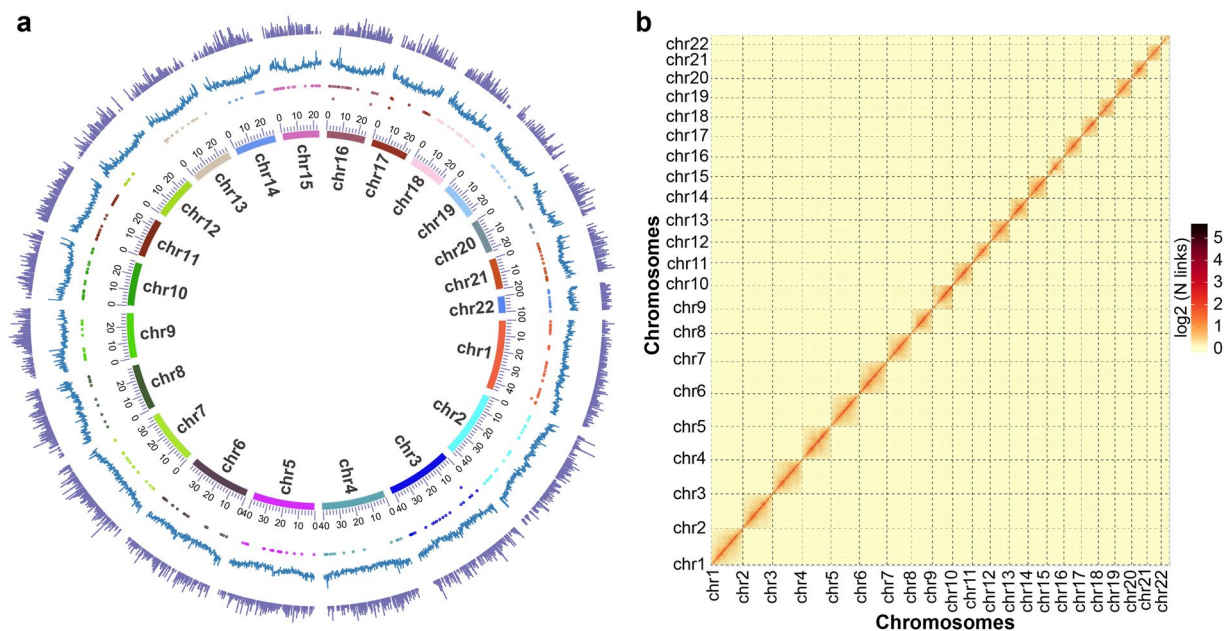 a
chr1
chr2
chr3
chr4
chr5
chr6
chr7
chr8
chr9
chr10
chr11
chr12
chr13
chr14
chr15
chr16
chr17
chr18
chr19
chr20
chr21
chr22
b
Chromosomes
chr22
chr21
chr20
chr19
chr18
chr17
chr16
chr15
chr14
chr13
chr12
chr11
chr10
chr9
chr8
chr7
chr6
chr5
chr4
chr3
chr2
chr1
chr1 chr2 chr3 chr4 chr5 chr6 chr7 chr8 chr9 chr10 chr11 chr12 chr13 chr14 chr15 chr16 chr17 chr18 chr19 chr20 chr21 chr22
Chromosomes
log2 (N links)
5
4
3
2
1
0